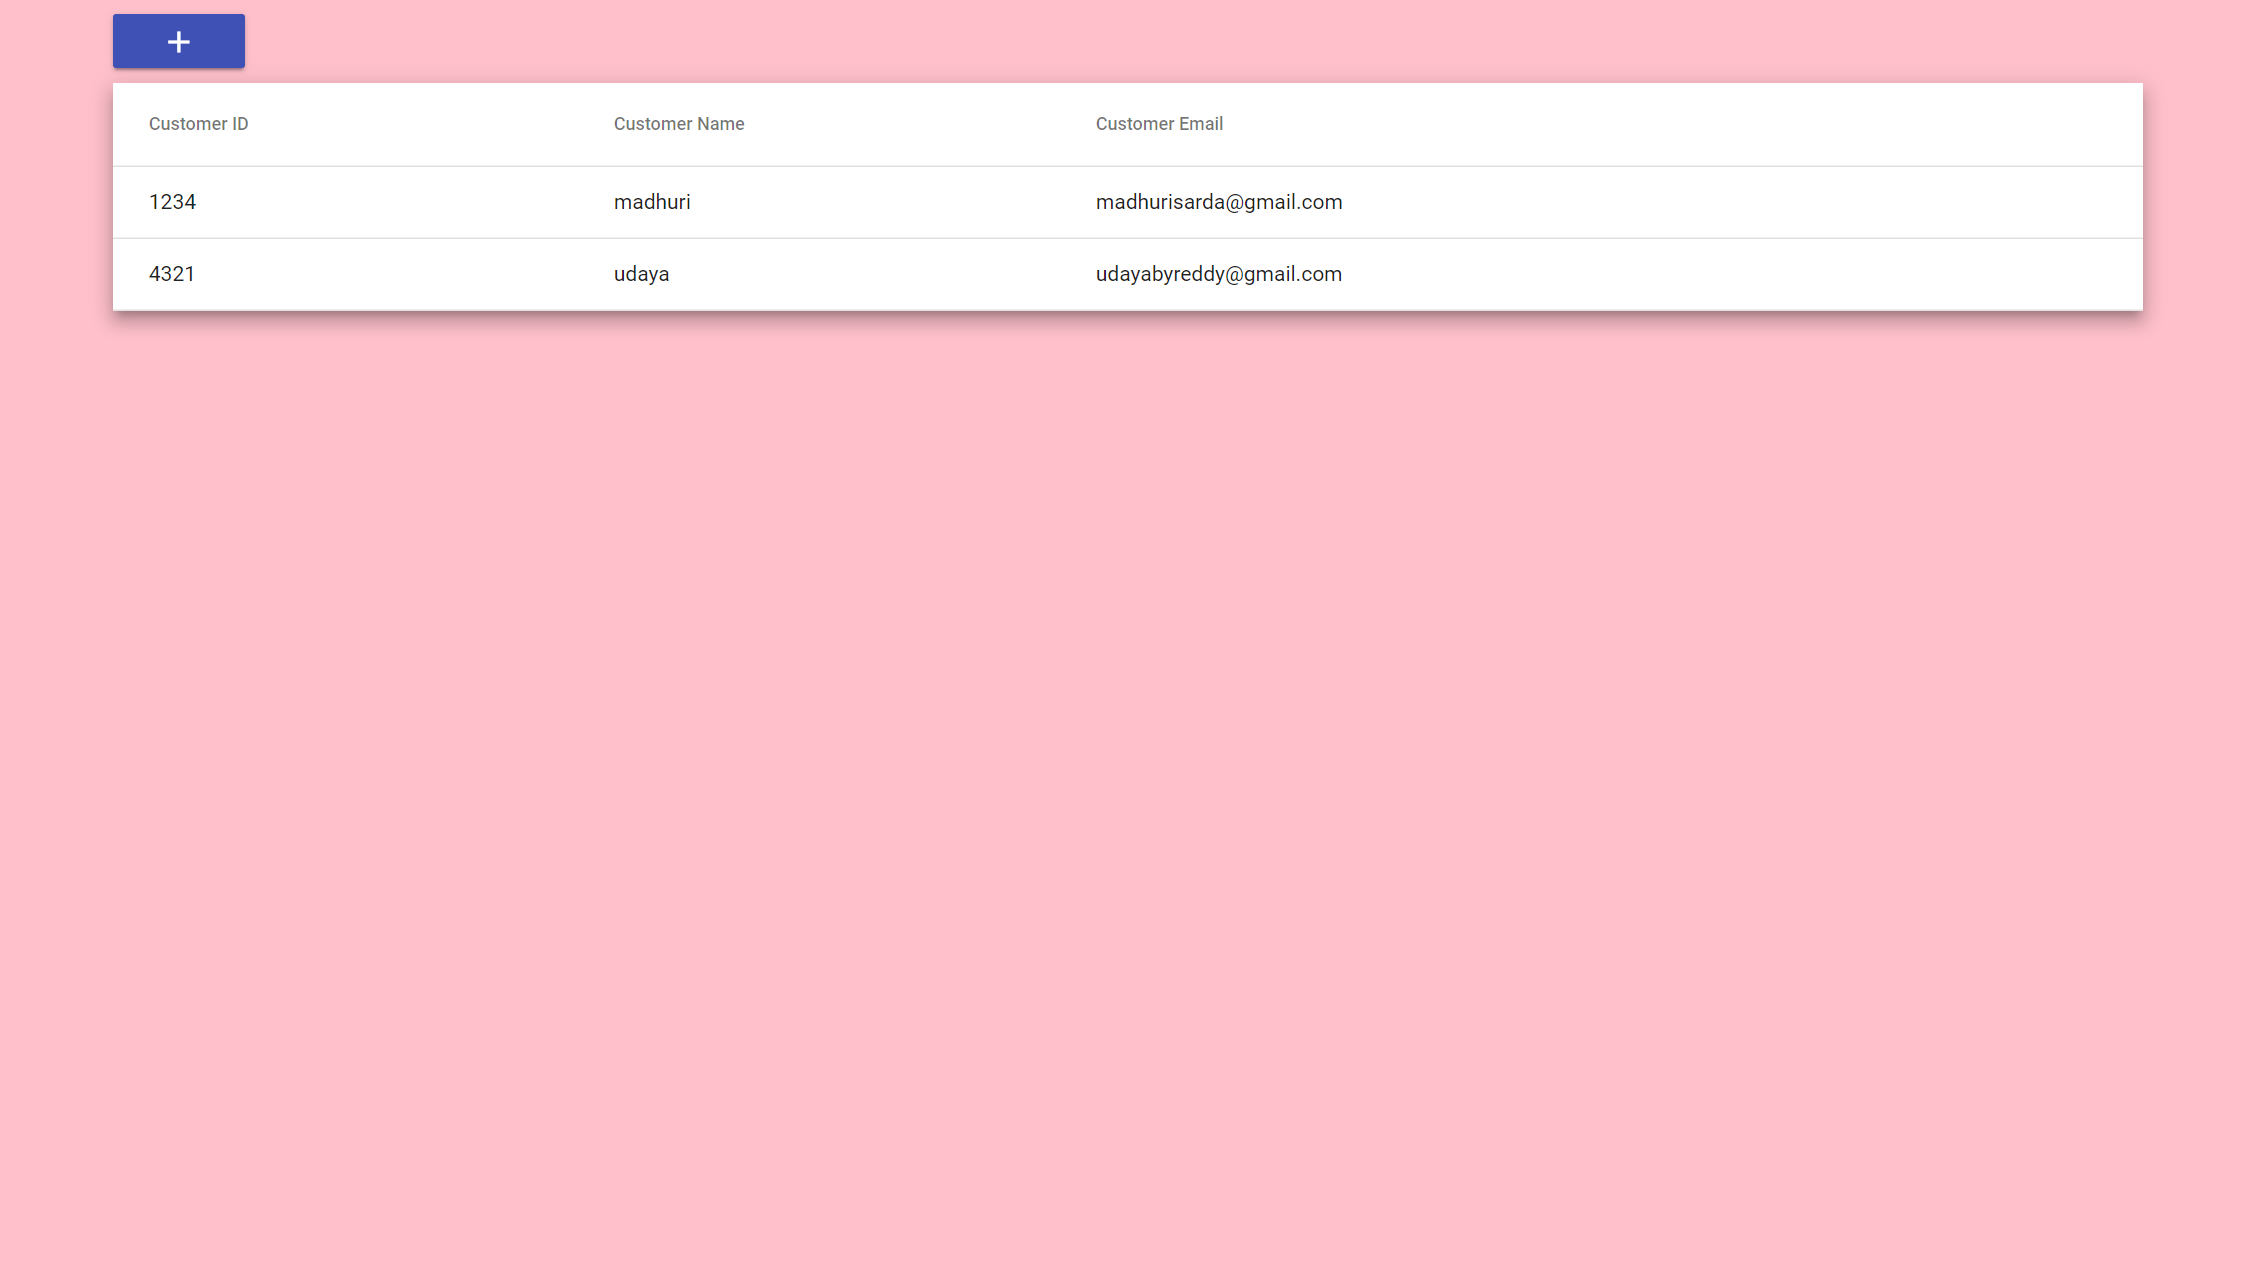 +
Customer ID Customer Name Customer Email
1234 madhuri madhurisarda@gmail.com
4321 udaya udayabyreddy@gmail.com